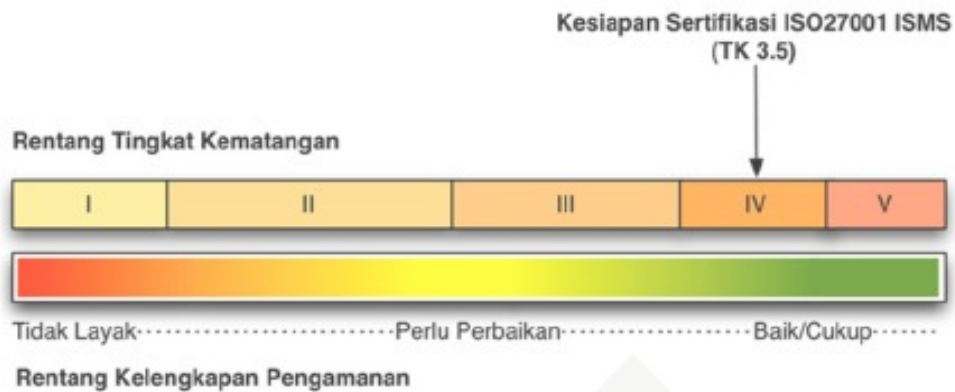 Kesiapan Sertifikasi ISO27001 ISMS
(TK 3.5)
Rentang Tingkat Kematangan
I II III IV V
Tidak Layak Perlu Perbaikan Baik/Cukup
Rentang Kelengkapan Pengamanan